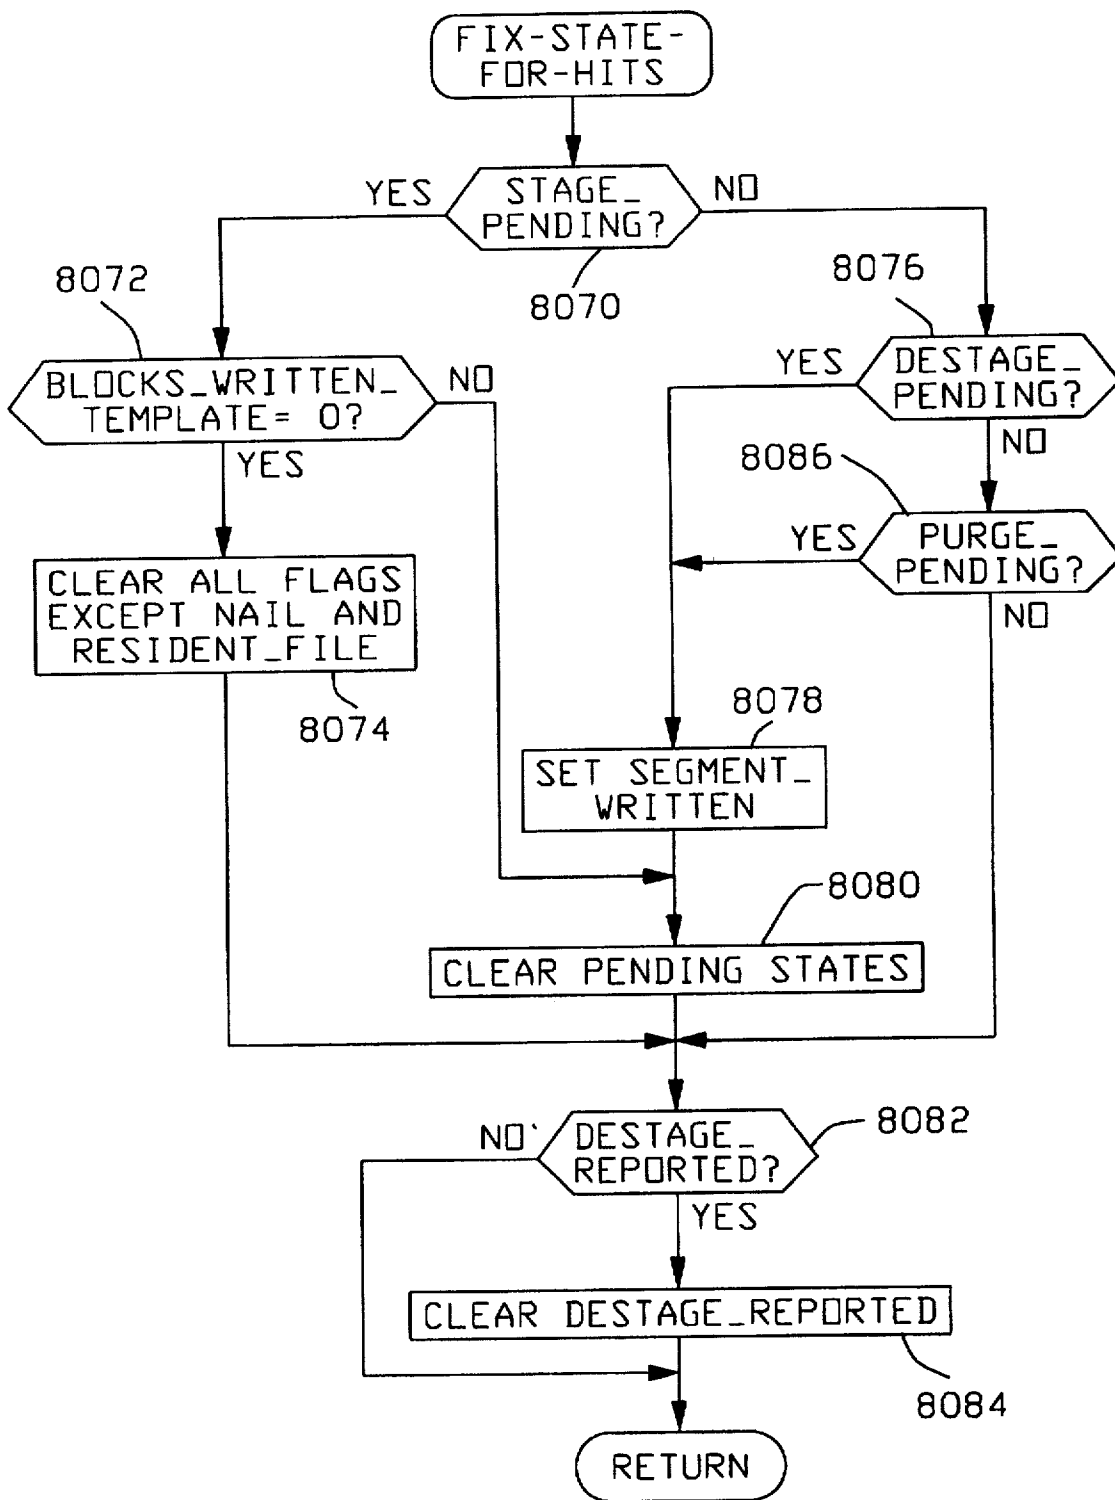 FIX-STATE-
FOR-HITS
YES
STAGE_
PENDING?
NO
8070
8072
8076
BLOCKS_WRITTEN_
TEMPLATE= 0?
NO
YES
YES
DESTAGE_
PENDING?
NO
8086
YES
PURGE_
PENDING?
NO
CLEAR ALL FLAGS
EXCEPT NAIL AND
RESIDENT_FILE
8074
8078
SET SEGMENT_
WRITTEN
8080
CLEAR PENDING STATES
NO
DESTAGE_
REPORTED?
8082
YES
CLEAR DESTAGE_REPORTED
8084
RETURN